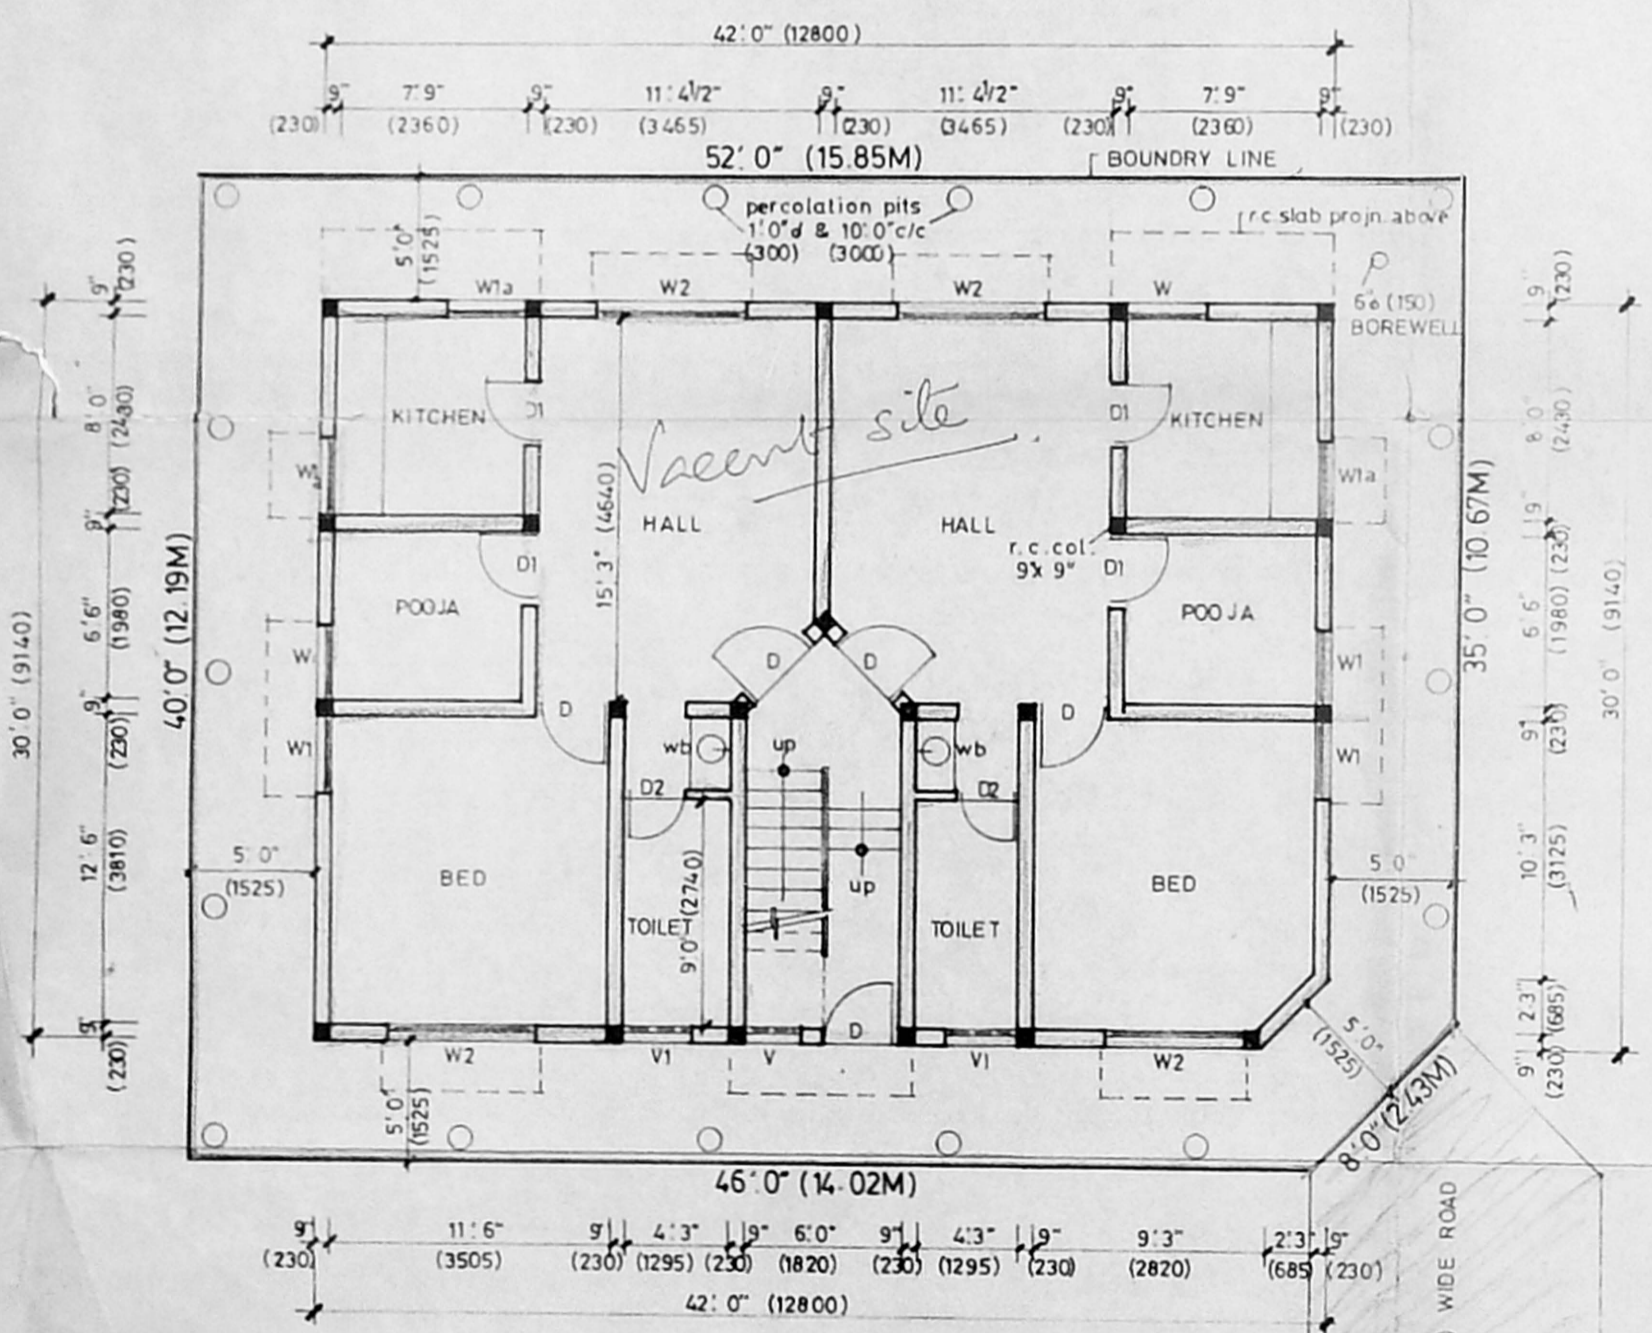 42'.0" (12800)
9" 7'.9" 9" 11'.4½" 9" 11'.4½" 9" 7'.9" 9"
(230) (2360) (230) (3465) (230) (3465) (230) (2360) (230)
52'.0" (15.85M)
BOUNDRY LINE
percolation pits
1'.0"d & 10'.0"c/c
(300) (3000)
r.c.slab projn. above
5'.0"
(1525)
W1a W2 W2 W
6"ø (150)
BOREWELL
9"
(230)
8'.0"
(2430)
9"
(230)
6'6"
(1980)
9"
(230)
12'.6"
(3810)
9"
(230)
30'.0" (9140)
40'.0" (12.19M)
KITCHEN D1 D1 KITCHEN
Vacent site
W1a
15'.3" (4640)
HALL HALL
r.c.col.
9"x 9"
D1 D1
POOJA POOJA
W1
D D
D D
W1 W1
wb up wb
D2 D2
BED BED
up
TOILET TOILET
9'.0" (2740)
D
W2 V1 V V1 W2
5'.0"
(1525)
5'.0"
(1525)
5'.0"
(1525)
5'.0"
(1525)
9"
(230)
8'.0"
(2430)
9"
(230)
6'6"
(1980)
9"
(230)
10'.3"
(3125)
2'.3"
(685)
9"
(230)
35'.0" (10.67M)
30'.0" (9140)
8'.0" (2.43M)
46'.0" (14.02M)
9" 11'.6" 9" 4'.3" 9" 6'.0" 9" 4'.3" 9" 9'.3" 2'.3" 9"
(230) (3505) (230) (1295) (230) (1820) (230) (1295) (230) (2820) (685) (230)
42'.0" (12800)
WIDE ROAD